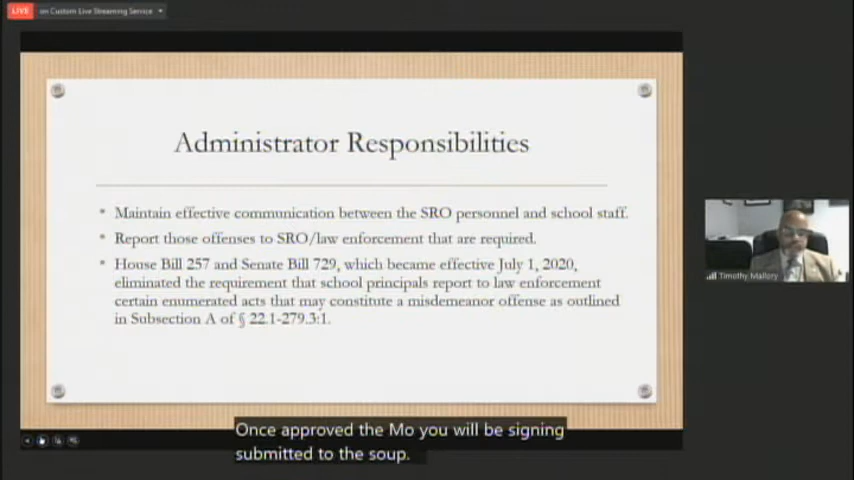 LIVE on Custom Live Streaming Service
Administrator Responsibilities
Maintain effective communication between the SRO personnel and school staff.
Report those offenses to SRO/law enforcement that are required.
House Bill 257 and Senate Bill 729, which became effective July 1, 2020,
eliminated the requirement that school principals report to law enforcement
certain enumerated acts that may constitute a misdemeanor offense as outlined
in Subsection A of § 22.1-279.3:1.
Timothy Mallory
Once approved the Mo you will be signing
submitted to the soup.